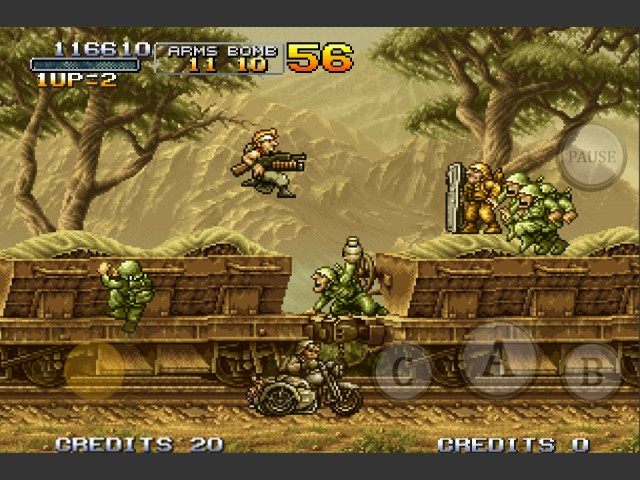 116610 ARMS BOMB 56
11 10
1UP=2
PAUSE
C A B
CREDITS 20 CREDITS 0